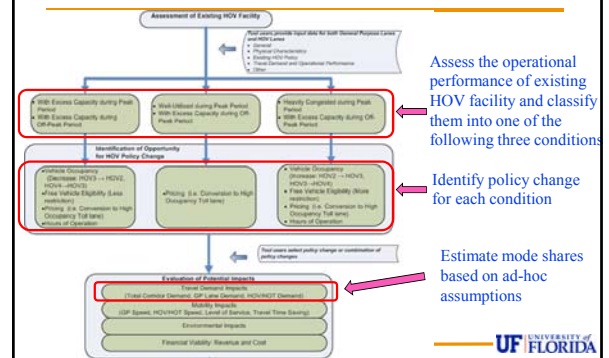 Assessment of Existing HOV Facility
Tool users provide input data for both General Purpose Lanes
and HOV Lanes
• General
• Physical Characteristics
• Existing HOV Policy
• Travel Demand and Operational Performance
• Other
• With Excess Capacity during Peak
Period
• With Excess Capacity during
Off-Peak Period
• Well-Utilized during Peak Period
• With Excess Capacity during Off-
Peak Period
• Heavily Congested during Peak
Period
• With Excess Capacity during Off-
Peak Period
Assess the operational
performance of existing
HOV facility and classify
them into one of the
following three conditions
Identification of Opportunity
for HOV Policy Change
• Vehicle Occupancy
(Decrease: HOV3 → HOV2,
HOV4→HOV3)
• Free Vehicle Eligibility (Less
restriction)
• Pricing (i.e. Conversion to High
Occupancy Toll lane)
• Hours of Operation
• Pricing (i.e. Conversion to High
Occupancy Toll lane)
• Vehicle Occupancy
(Increase: HOV2 → HOV3,
HOV3→HOV4)
• Free Vehicle Eligibility (More
restriction)
• Pricing (i.e. Conversion to High
Occupancy Toll lane)
• Hours of Operation
Identify policy change
for each condition
Tool users select policy change or combination of
policy changes
Evaluation of Potential Impacts
Travel Demand Impacts
(Total Corridor Demand, GP Lane Demand, HOV/HOT Demand)
Mobility Impacts
(GP Speed, HOV/HOT Speed, Level of Service, Travel Time Saving)
Environmental Impacts
Financial Viability: Revenue and Cost
Estimate mode shares
based on ad-hoc
assumptions
UF UNIVERSITY of
FLORIDA